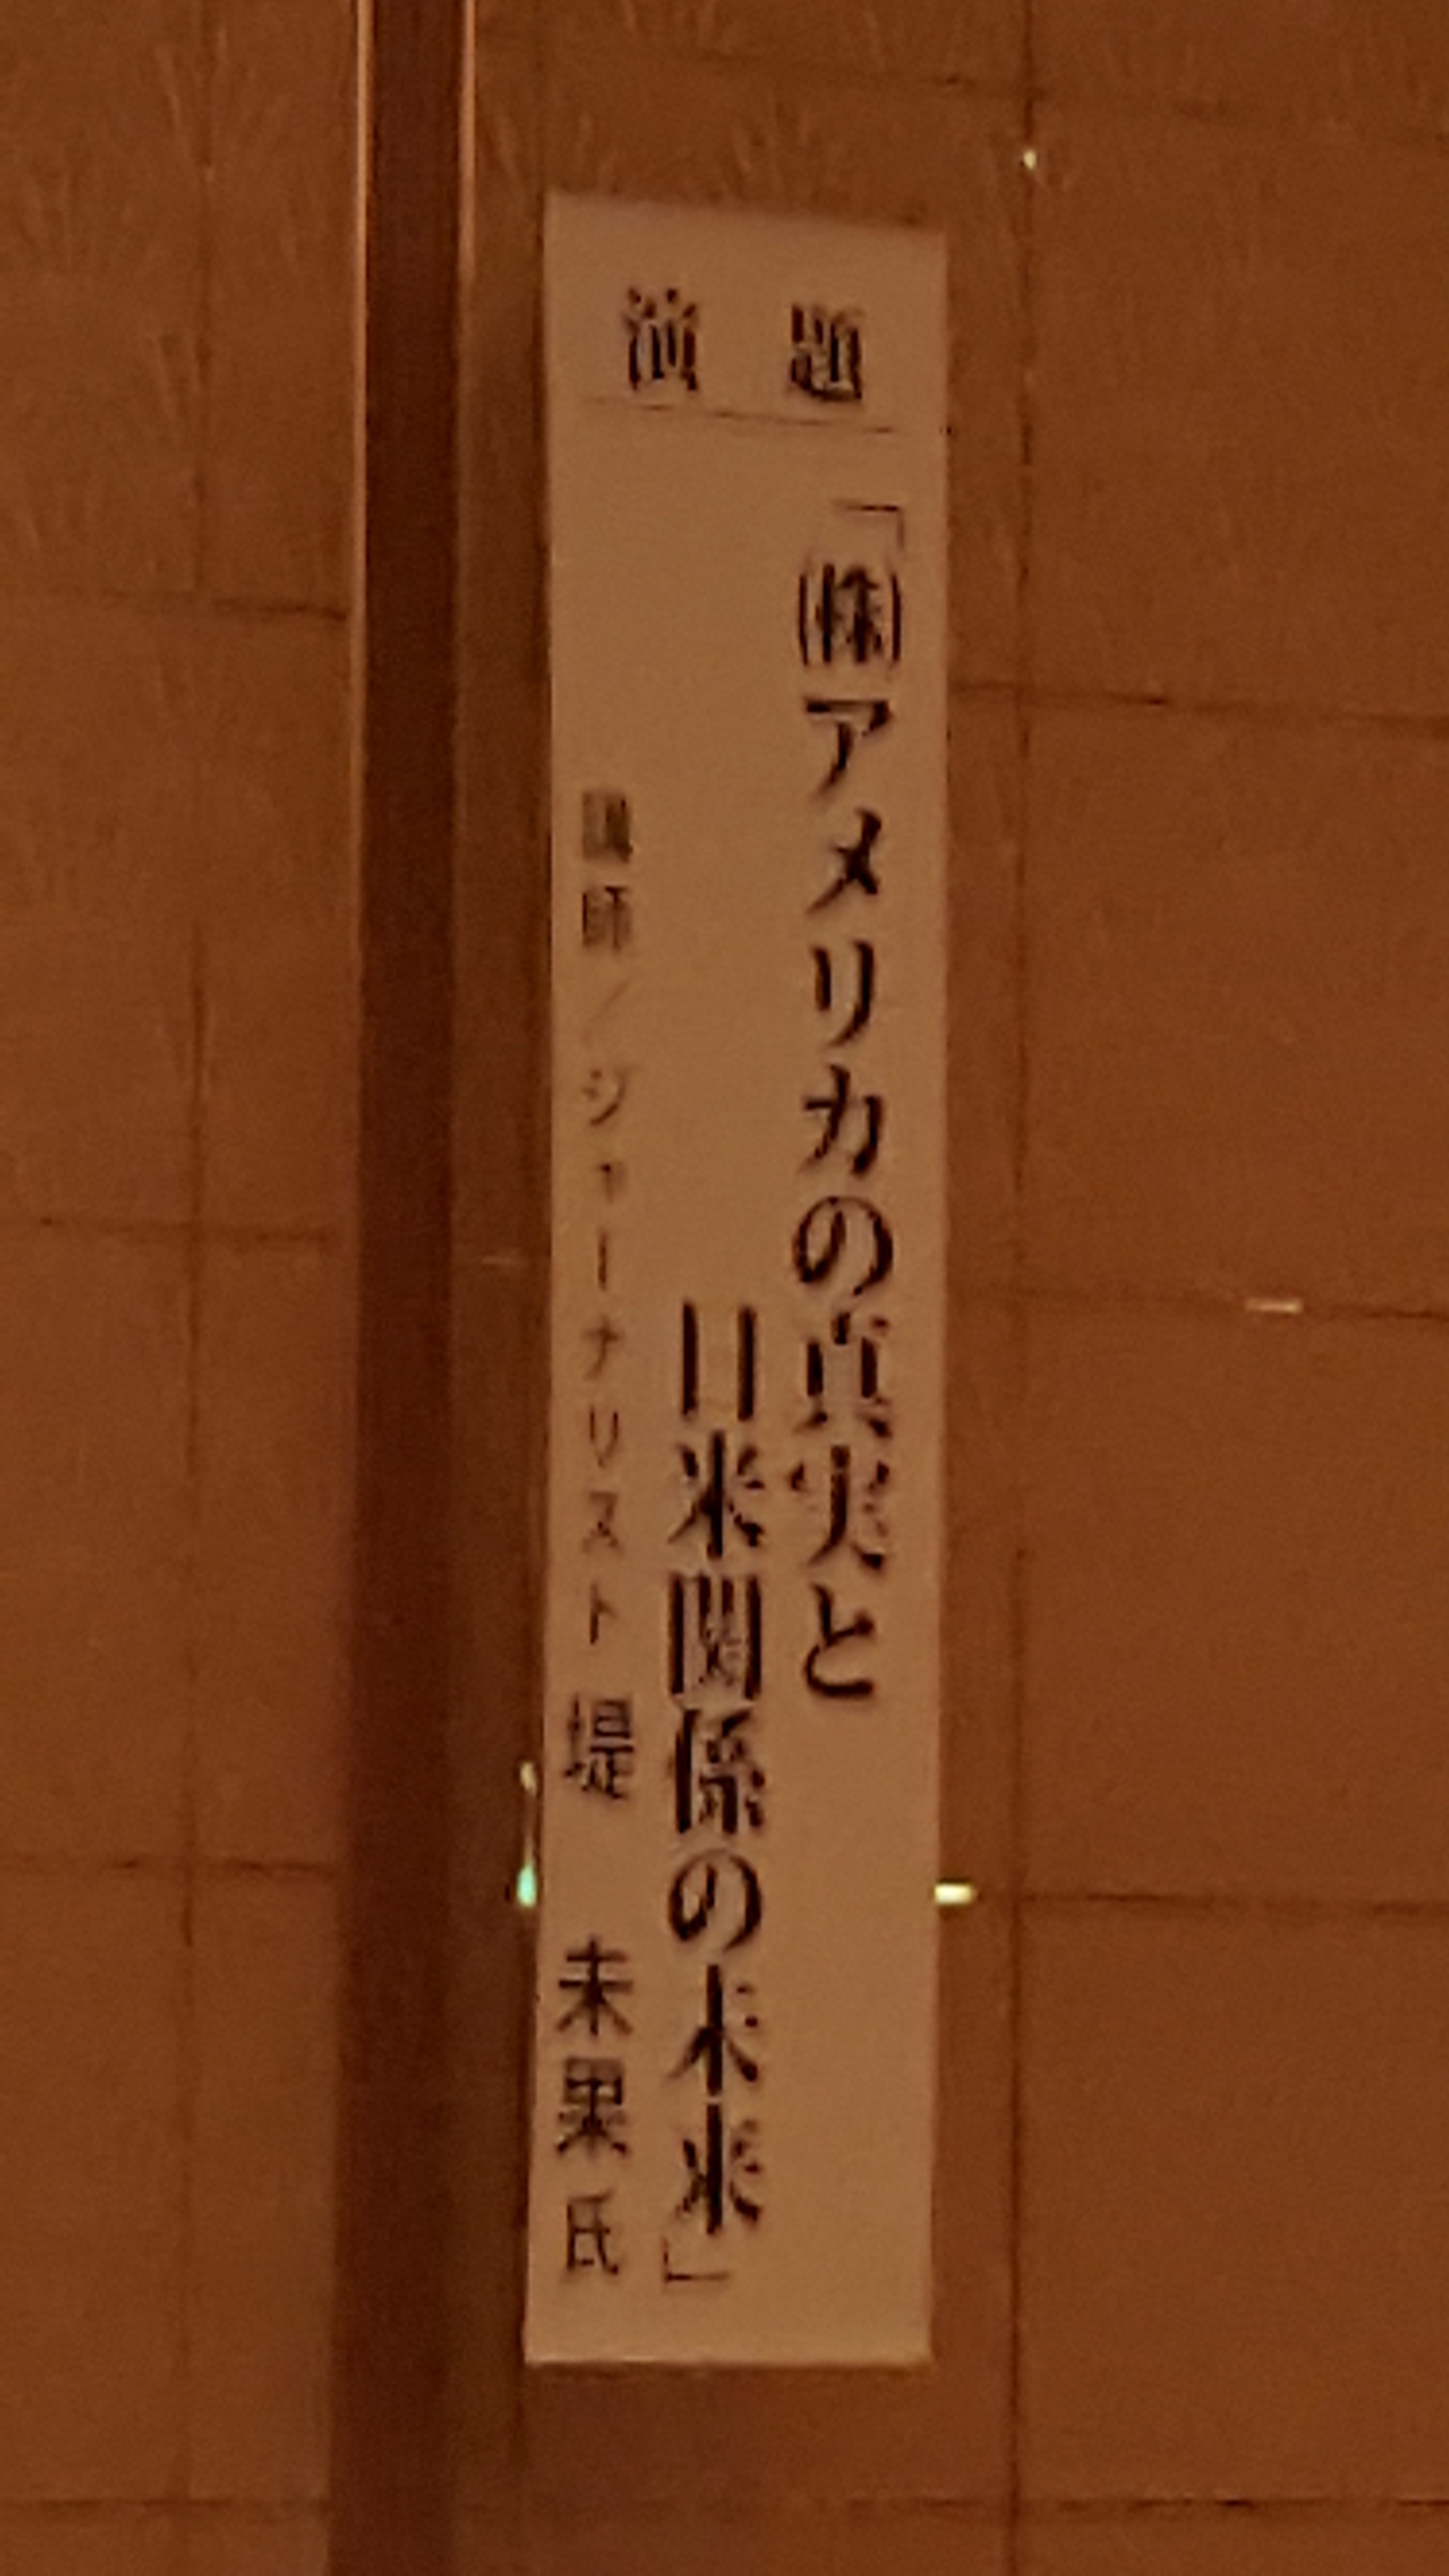 演 題
「㈱アメリカの真実と
日米関係の未来」
講師／ジャーナリスト 堤 未果氏